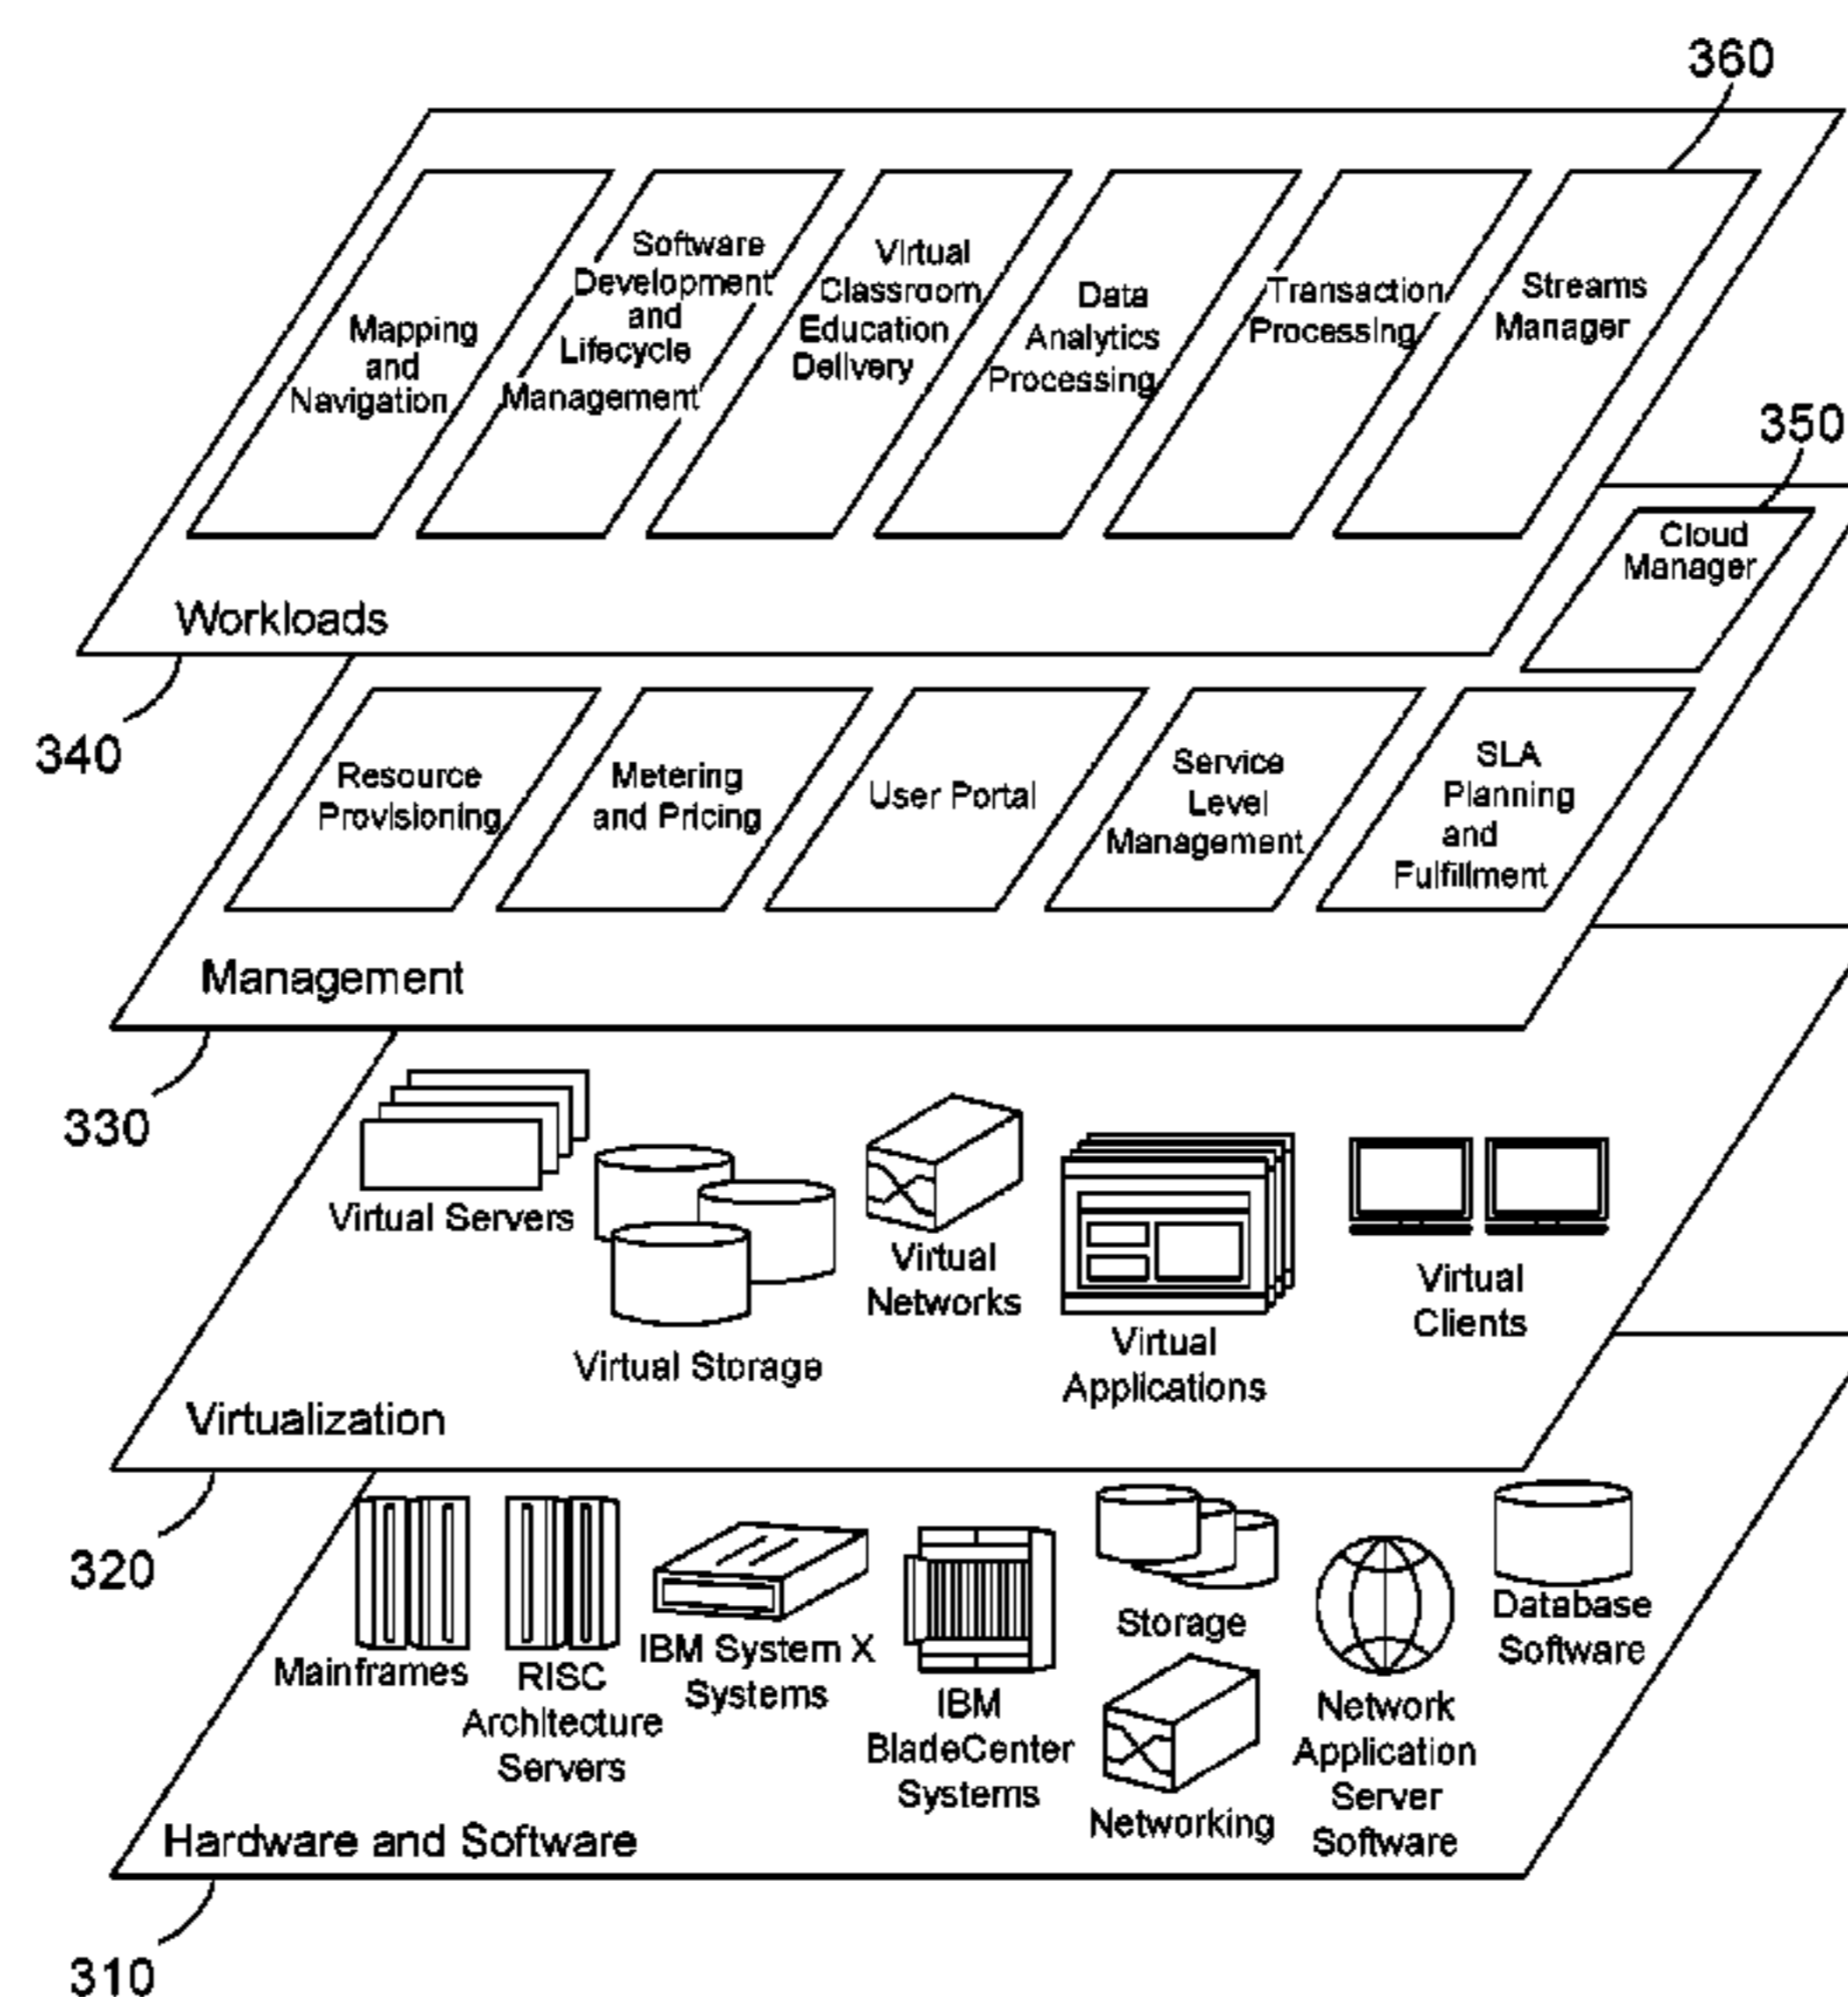 360
Mapping
and
Navigation
Software
Development
and
Lifecycle
Management
Virtual
Classroom
Education
Delivery
Data
Analytics
Processing
Transaction
Processing
Streams
Manager
Workloads
340
350
Cloud
Manager
Resource
Provisioning
Metering
and Pricing
User Portal
Service
Level
Management
SLA
Planning
and
Fulfillment
Management
330
Virtual Servers
Virtual Storage
Virtual
Networks
Virtual
Applications
Virtual
Clients
Virtualization
320
Mainframes
RISC
Architecture
Servers
IBM System X
Systems
IBM
BladeCenter
Systems
Storage
Networking
Network
Application
Server
Software
Database
Software
Hardware and Software
310